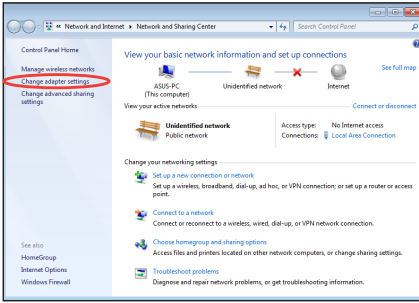 « Network and Internet ▸ Network and Sharing Center
Search Control Panel
Control Panel Home
Manage wireless networks
Change adapter settings
Change advanced sharing
settings
View your basic network information and set up connections
See full map
ASUS-PC
(This computer)
Unidentified network
Internet
View your active networks
Connect or disconnect
Unidentified network
Public network
Access type: No Internet access
Connections: Local Area Connection
Change your networking settings
Set up a new connection or network
Set up a wireless, broadband, dial-up, ad hoc, or VPN connection; or set up a router or access
point.
Connect to a network
Connect or reconnect to a wireless, wired, dial-up, or VPN network connection.
Choose homegroup and sharing options
Access files and printers located on other network computers, or change sharing settings.
Troubleshoot problems
Diagnose and repair network problems, or get troubleshooting information.
See also
HomeGroup
Internet Options
Windows Firewall